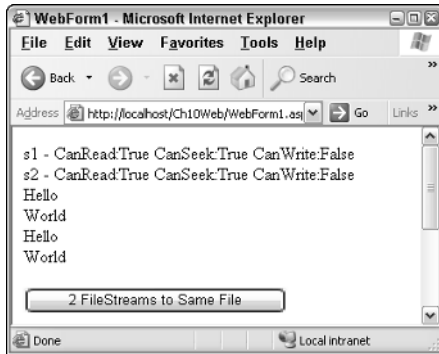 WebForm1 - Microsoft Internet Explorer
File Edit View Favorites Tools Help
Back Search »
Address http://localhost/Ch10Web/WebForm1.as Go Links »
s1 - CanRead:True CanSeek:True CanWrite:False
s2 - CanRead:True CanSeek:True CanWrite:False
Hello
World
Hello
World
2 FileStreams to Same File
Done Local intranet